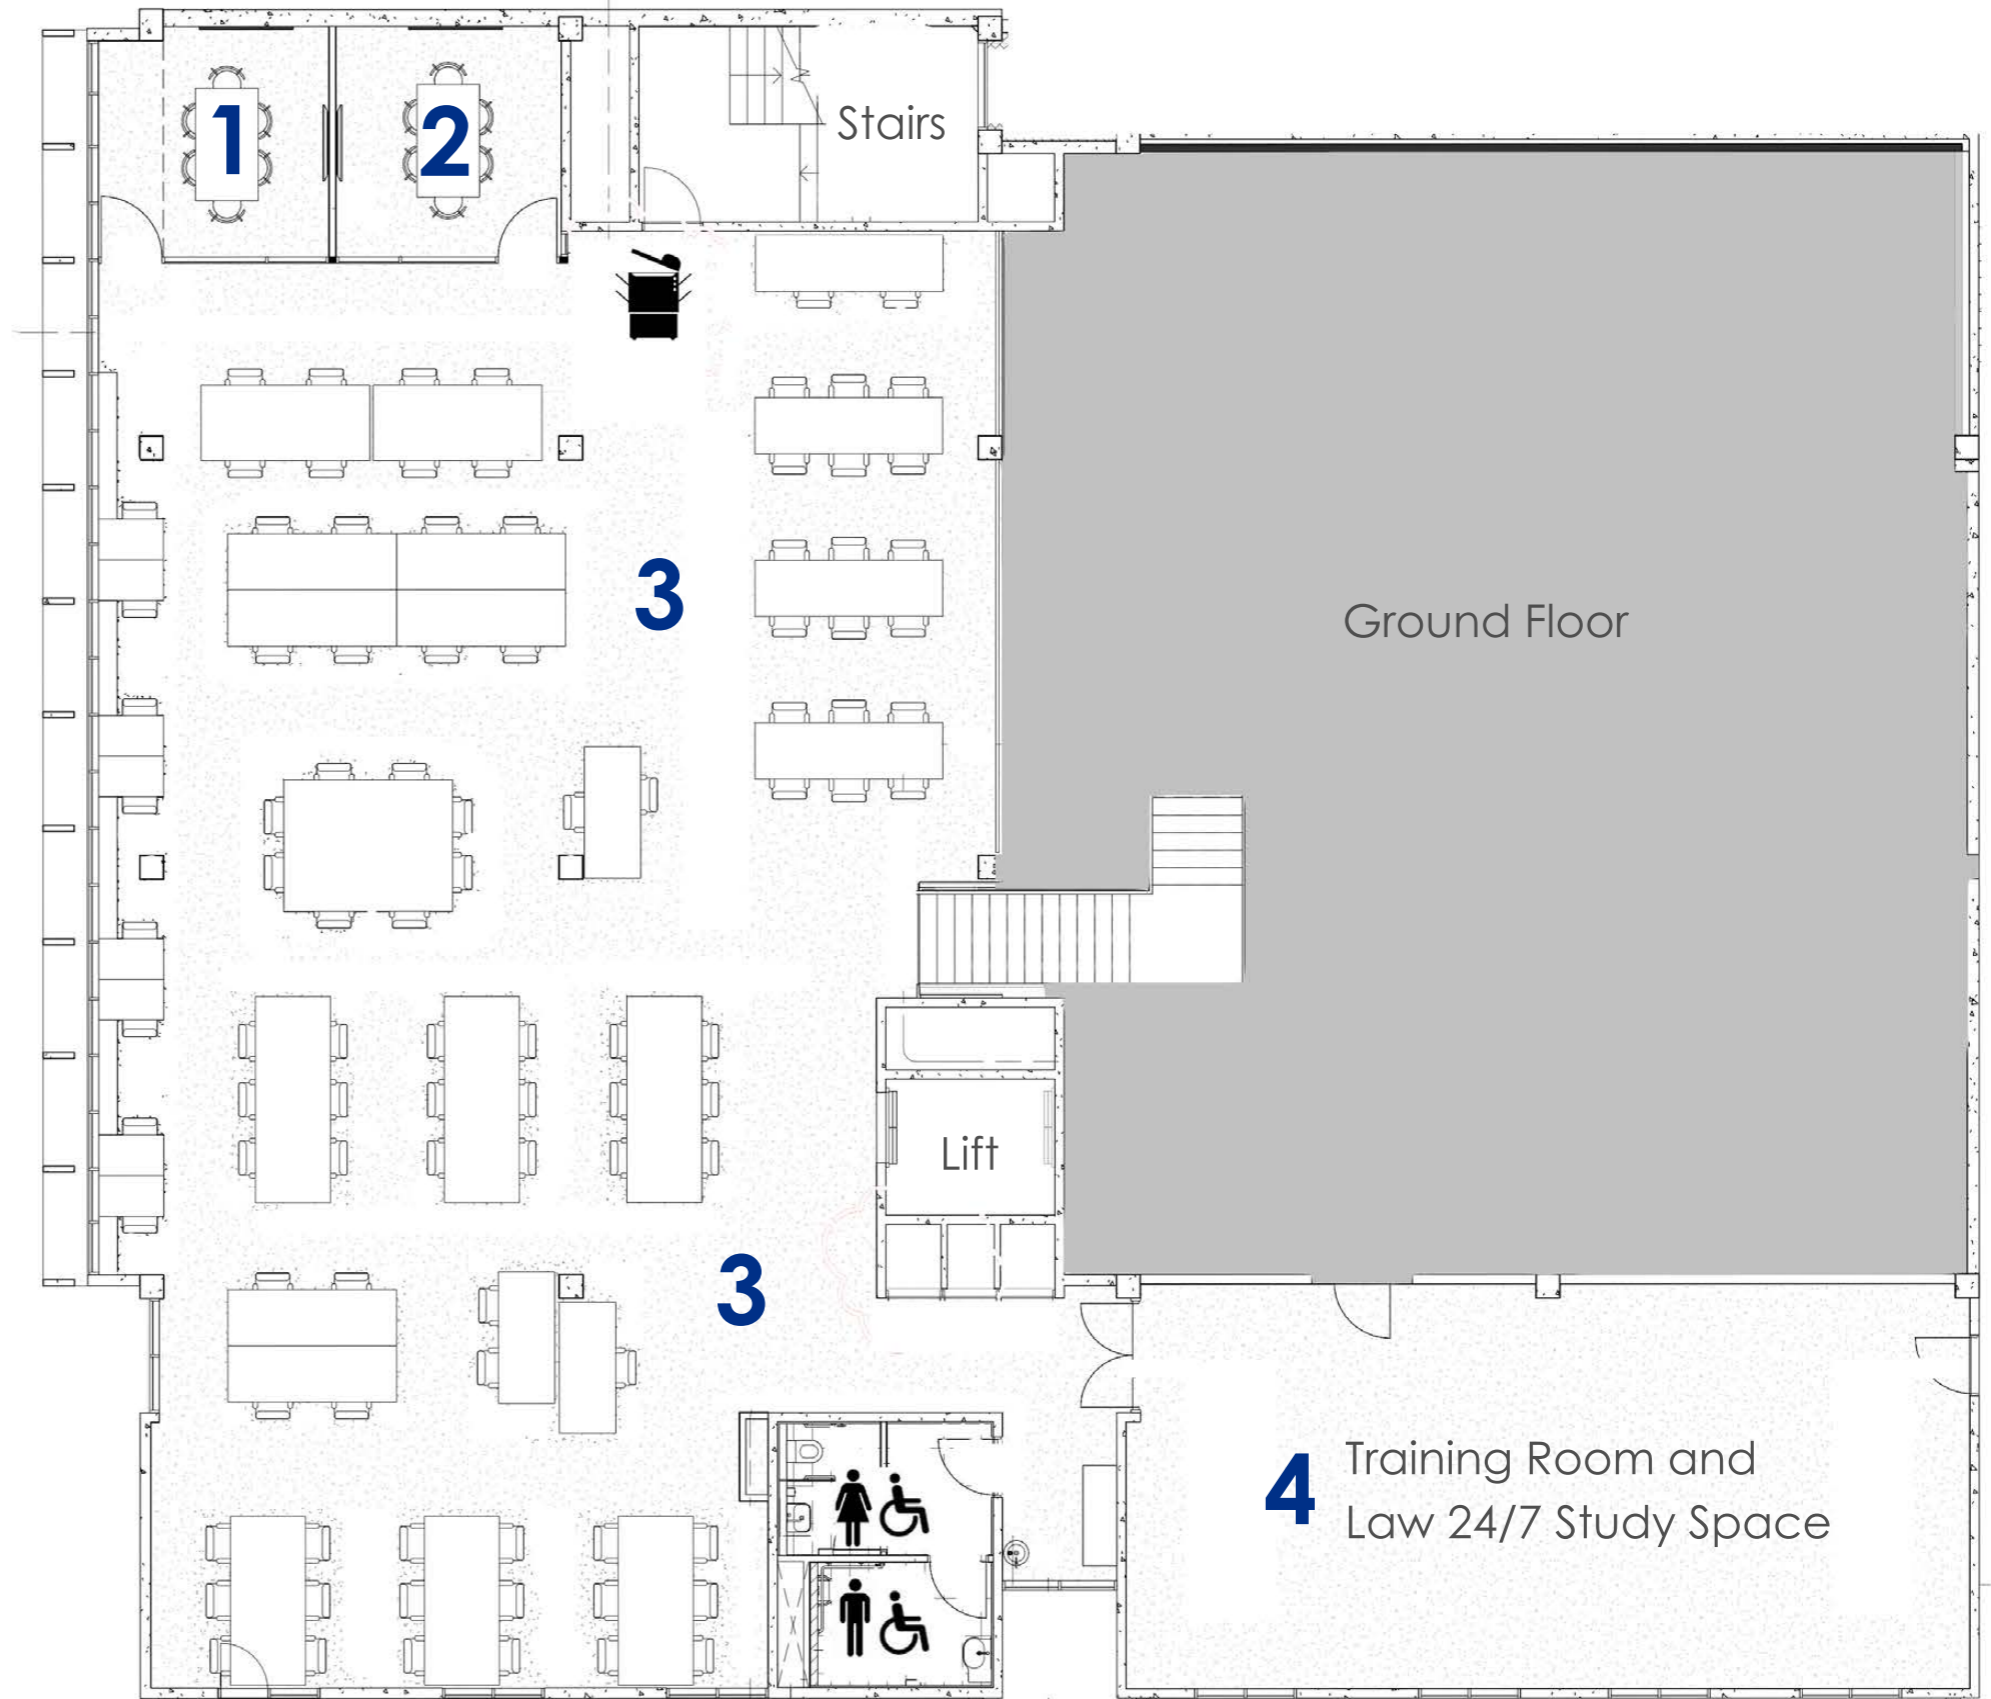 1
2
Stairs
3
Ground Floor
Lift
3
4
Training Room and
Law 24/7 Study Space